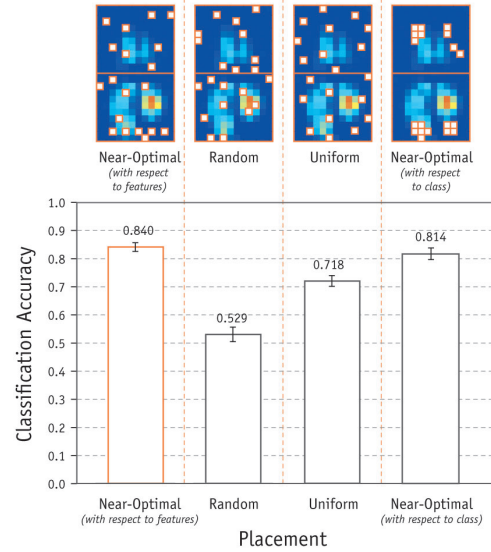 Near-Optimal Random Uniform Near-Optimal
(with respect (with respect
to features) to class)
1.0
0.9
0.8
0.7
0.6
0.5
0.4
0.3
0.2
0.1
0.0
Classification Accuracy
0.840
0.529
0.718
0.814
Near-Optimal Random Uniform Near-Optimal
(with respect to features) (with respect to class)
Placement